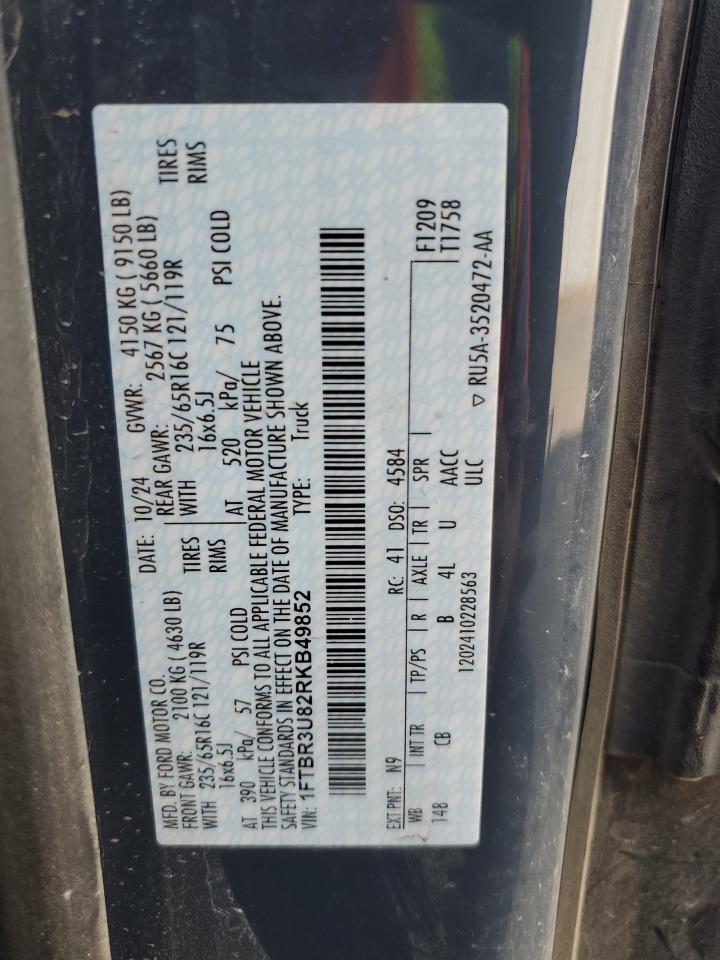 MFD. BY FORD MOTOR CO. DATE: 10/24 GVWR: 4150 KG ( 9150 LB)
FRONT GAWR: 2100 KG ( 4630 LB) REAR GAWR: 2567 KG ( 5660 LB)
WITH 235/65R16C 121/119R TIRES WITH 235/65R16C 121/119R TIRES
16x6.5J RIMS 16x6.5J RIMS
AT 390 kPa/ 57 PSI COLD AT 520 kPa/ 75 PSI COLD
THIS VEHICLE CONFORMS TO ALL APPLICABLE FEDERAL MOTOR VEHICLE
SAFETY STANDARDS IN EFFECT ON THE DATE OF MANUFACTURE SHOWN ABOVE.
VIN: 1FTBR3U82RKB49852 TYPE: Truck
EXT PNT: N9 RC: 41 DSO: 4584
WB INT TR TP/PS R AXLE TR SPR F1209
148 CB B 4L U AACC T1758
1202410228563 ULC
▽ RU5A-3520472-AA